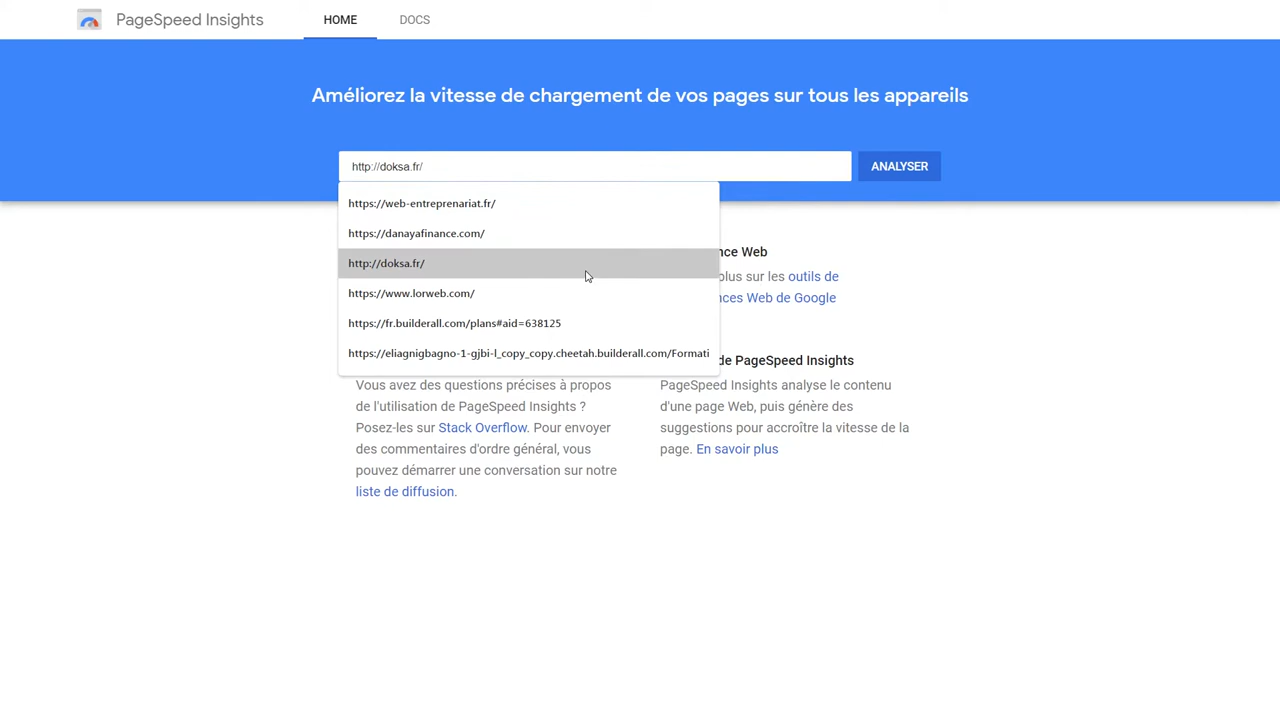 PageSpeed Insights
HOME
DOCS
Améliorez la vitesse de chargement de vos pages sur tous les appareils
http://doksa.fr/
ANALYSER
https://web-entreprenariat.fr/
https://danayafinance.com/
http://doksa.fr/
https://www.lorweb.com/
https://fr.builderall.com/plans#aid=638125
https://eliagnigbagno-1-gjbi-l_copy_copy.cheetah.builderall.com/Formati
Vous avez des questions précises à propos
de l'utilisation de PageSpeed Insights ?
Posez-les sur Stack Overflow. Pour envoyer
des commentaires d'ordre général, vous
pouvez démarrer une conversation sur notre
liste de diffusion.
Web
plus sur les outils de
Web de Google
de PageSpeed Insights
PageSpeed Insights analyse le contenu
d'une page Web, puis génère des
suggestions pour accroître la vitesse de la
page. En savoir plus